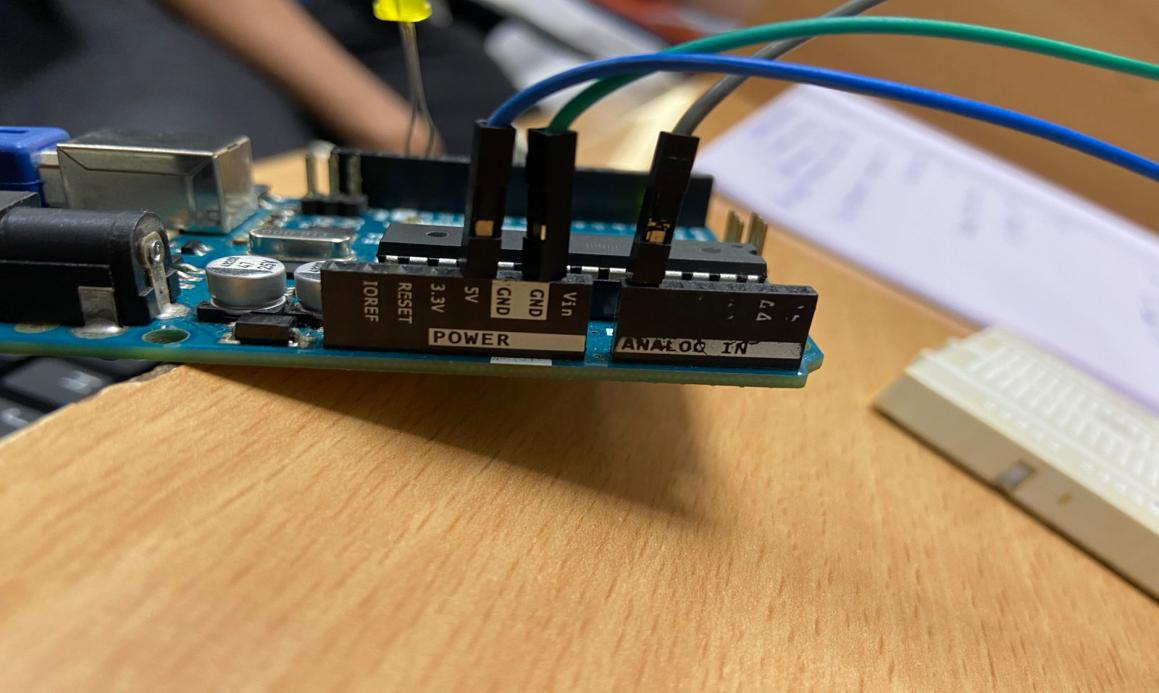 IOREF
RESET
3.3V
5V
GND
GND
Vin
POWER
ANALOG IN